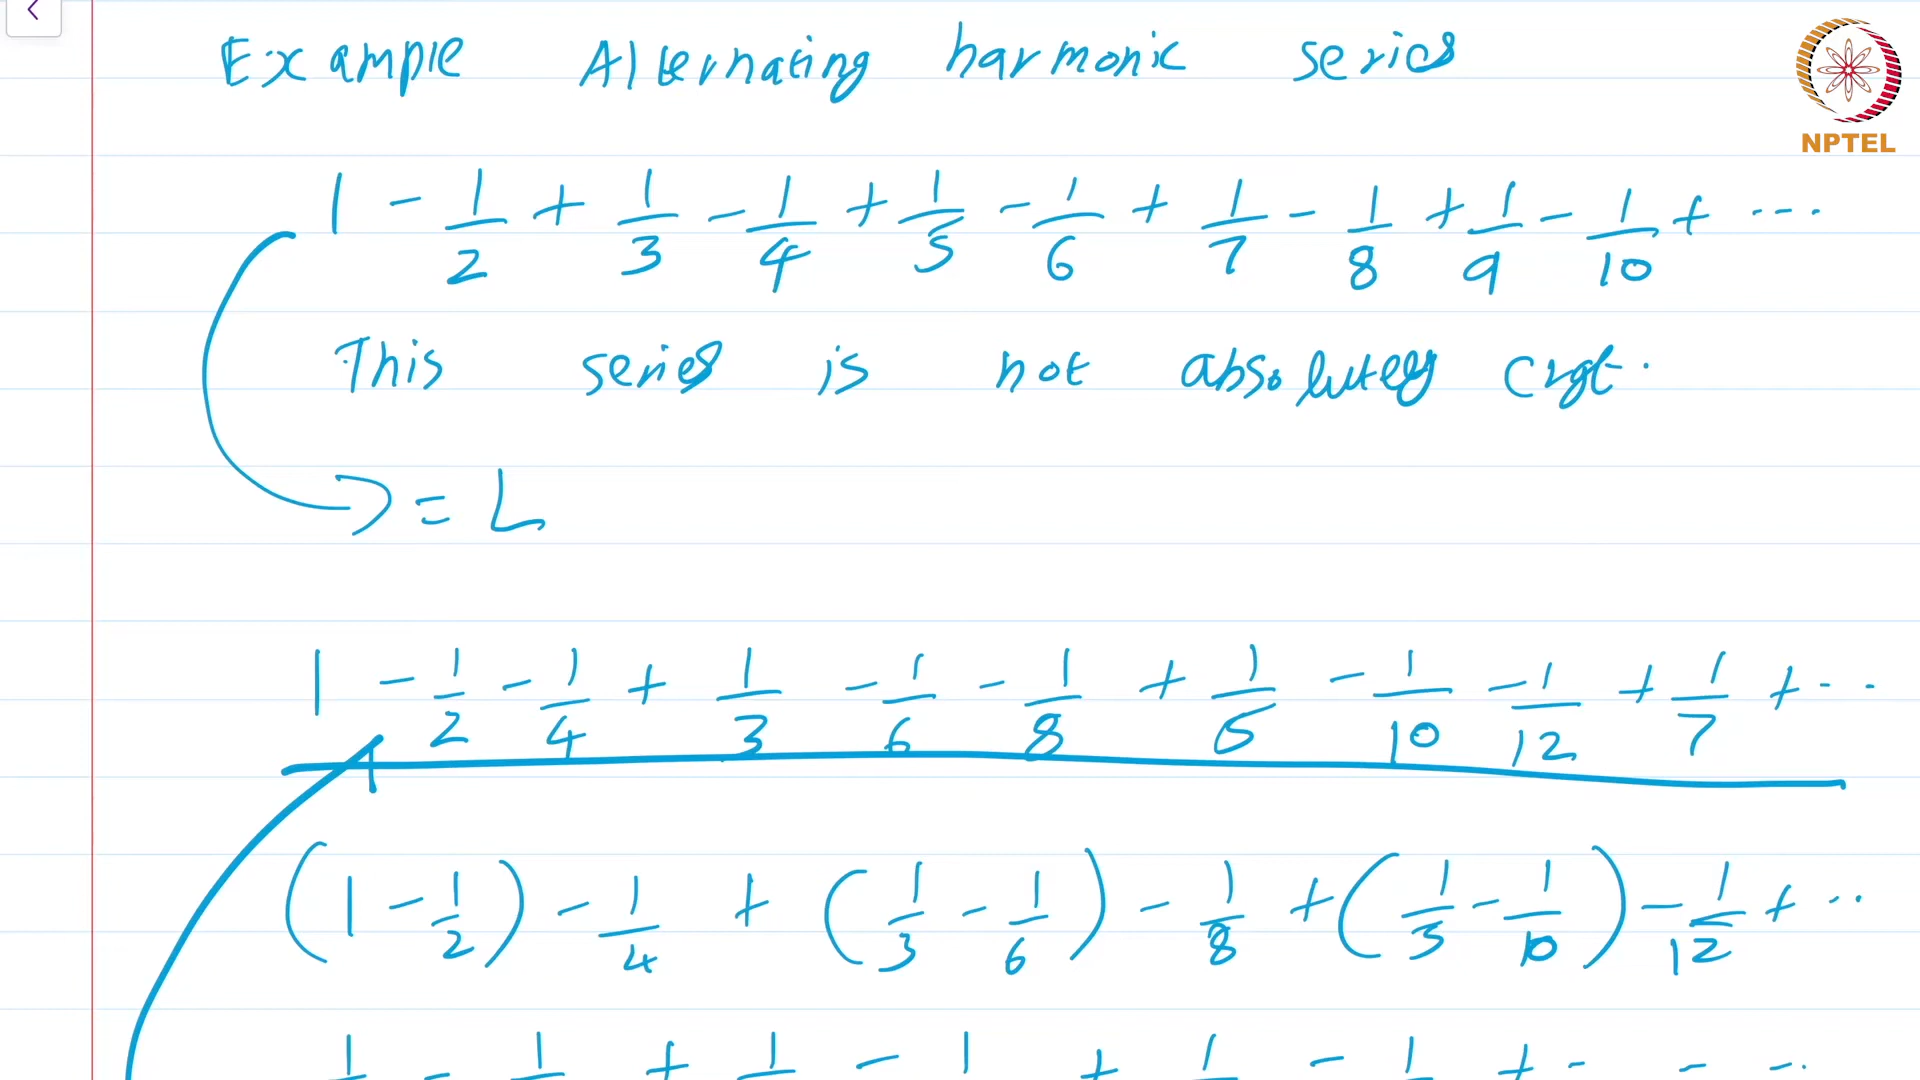 Example Alternating harmonic series
NPTEL
1 - 1/2 + 1/3 - 1/4 + 1/5 - 1/6 + 1/7 - 1/8 + 1/9 - 1/10 + ...
This series is not absolutely crgt.
= L
1 - 1/2 - 1/4 + 1/3 - 1/6 - 1/8 + 1/5 - 1/10 - 1/12 + 1/7 + ...
(1 - 1/2) - 1/4 + (1/3 - 1/6) - 1/8 + (1/5 - 1/10) - 1/12 + ...